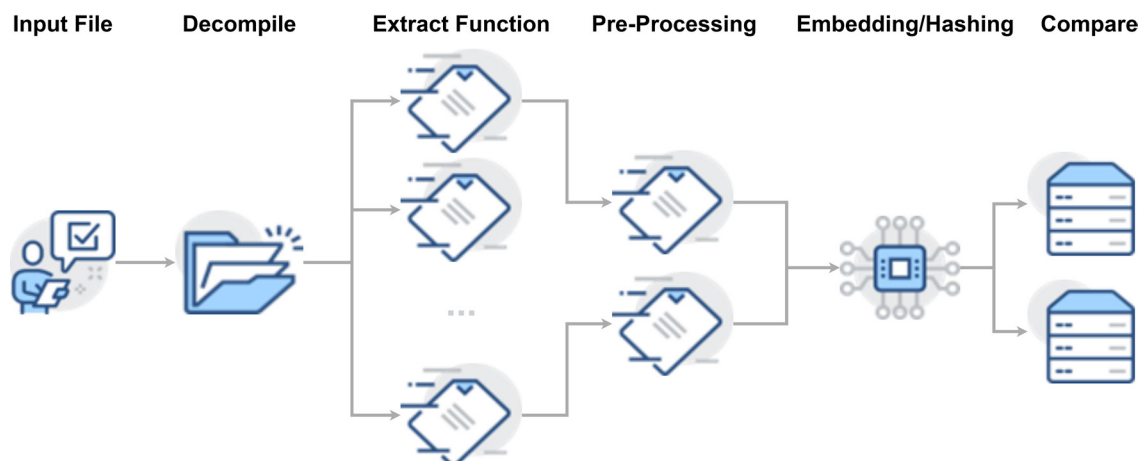 Input File
Decompile
Extract Function
Pre-Processing
Embedding/Hashing
Compare
...